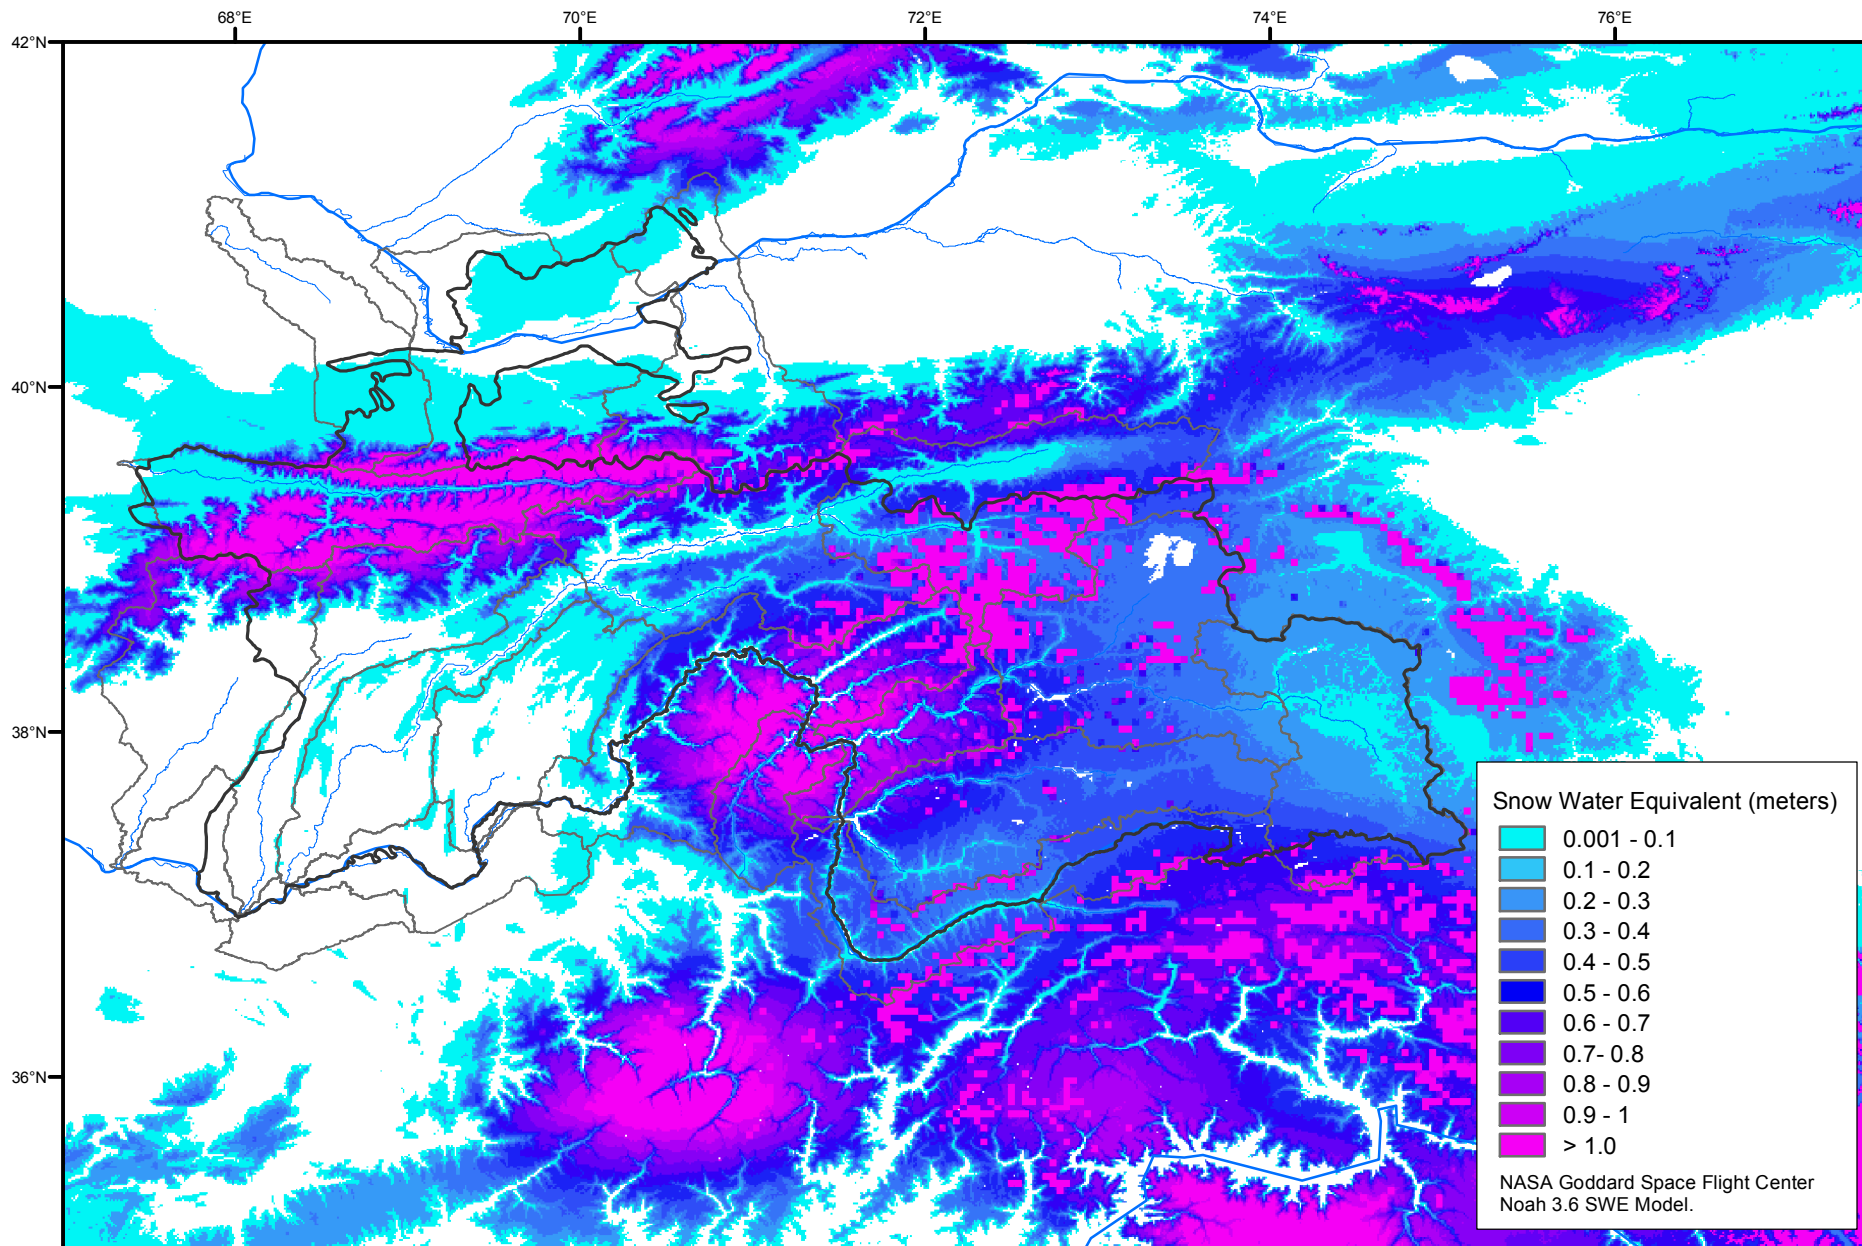 68°E
70°E
72°E
74°E
76°E
42°N
40°N
38°N
36°N
Snow Water Equivalent (meters)
0.001 - 0.1
0.1 - 0.2
0.2 - 0.3
0.3 - 0.4
0.4 - 0.5
0.5 - 0.6
0.6 - 0.7
0.7- 0.8
0.8 - 0.9
0.9 - 1
> 1.0
NASA Goddard Space Flight Center
Noah 3.6 SWE Model.